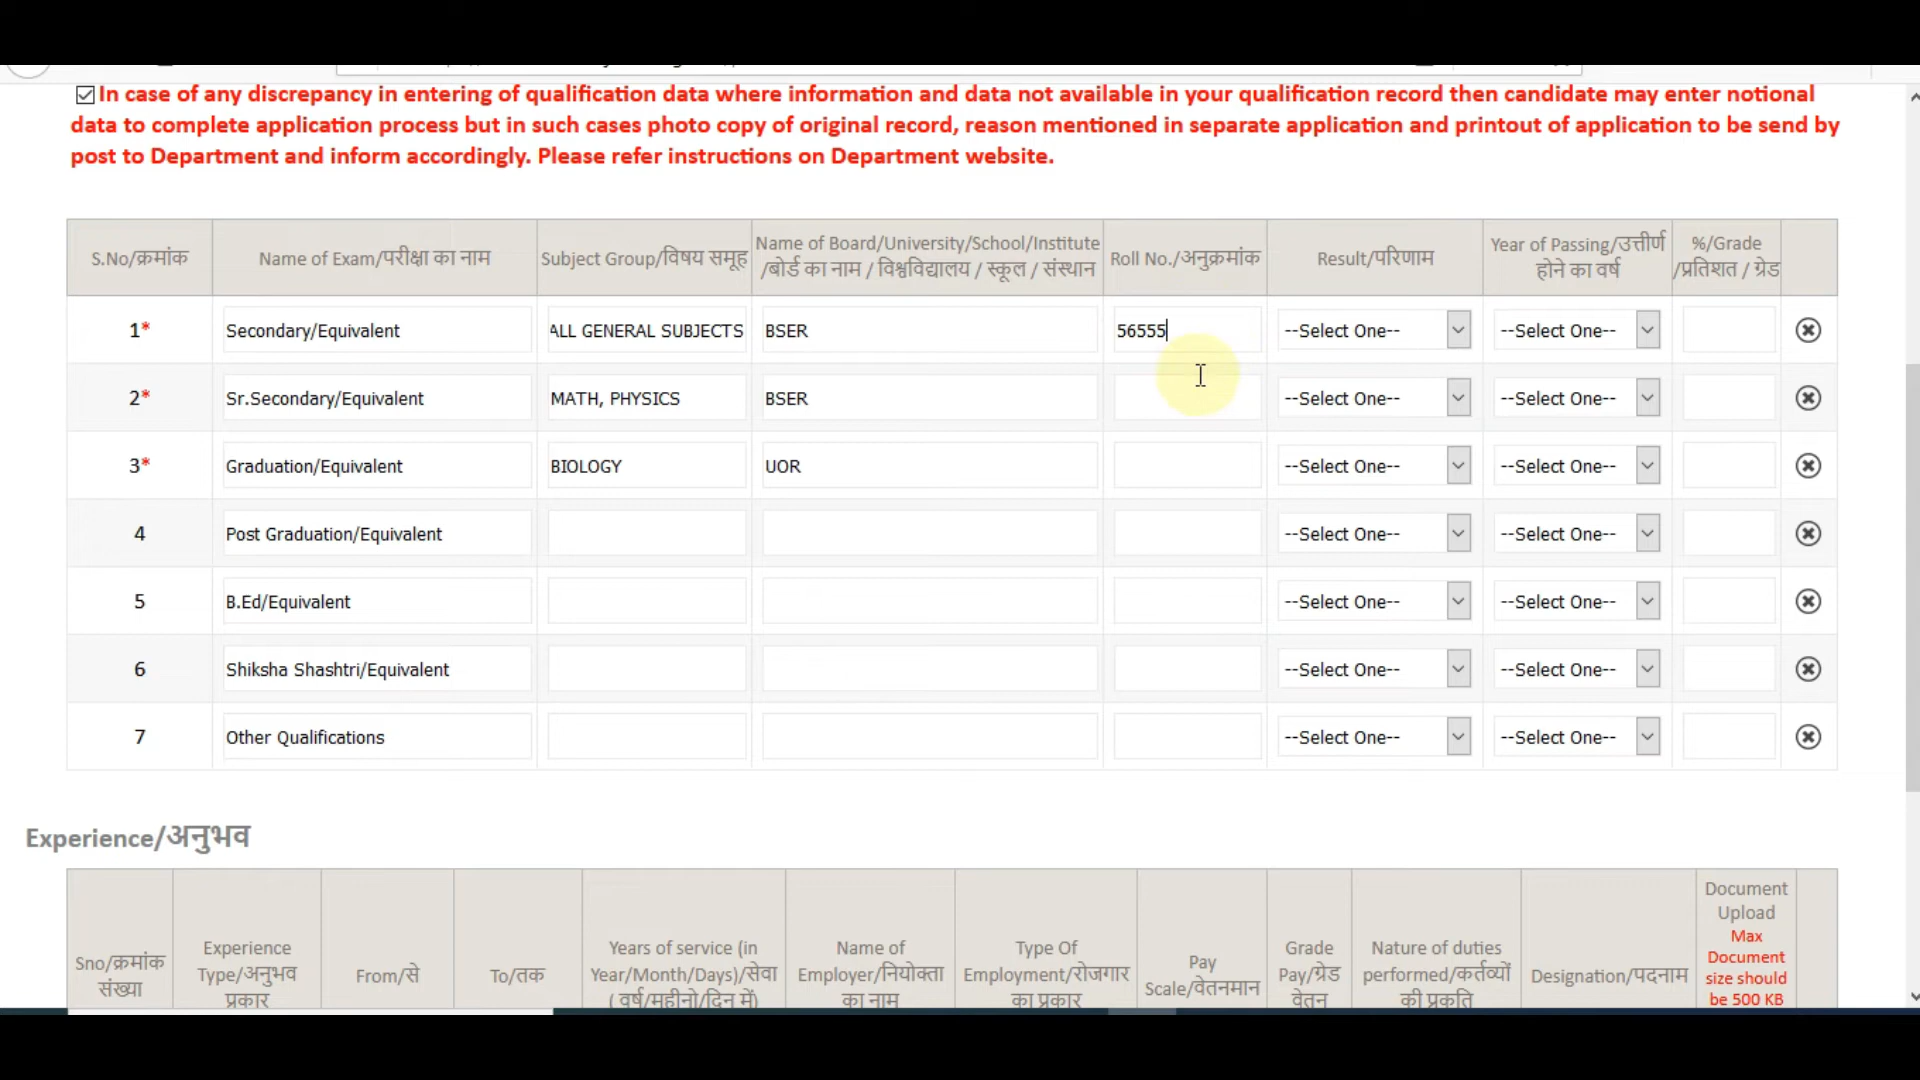 In case of any discrepancy in entering of qualification data where information and data not available in your qualification record then candidate may enter notional
data to complete application process but in such cases photo copy of original record, reason mentioned in separate application and printout of application to be send by
post to Department and inform accordingly. Please refer instructions on Department website.
S.No/क्रमांक
Name of Exam/परीक्षा का नाम
Subject Group/विषय समूह
Name of Board/University/School/Institute
/बोर्ड का नाम / विश्वविद्यालय / स्कूल / संस्थान
Roll No./अनुक्रमांक
Result/परिणाम
Year of Passing/उत्तीर्ण
होने का वर्ष
%/Grade
/प्रतिशत / ग्रेड
1* Secondary/Equivalent ALL GENERAL SUBJECTS BSER 56555 --Select One-- --Select One--
2* Sr.Secondary/Equivalent MATH, PHYSICS BSER --Select One-- --Select One--
3* Graduation/Equivalent BIOLOGY UOR --Select One-- --Select One--
4 Post Graduation/Equivalent --Select One-- --Select One--
5 B.Ed/Equivalent --Select One-- --Select One--
6 Shiksha Shashtri/Equivalent --Select One-- --Select One--
7 Other Qualifications --Select One-- --Select One--
Experience/अनुभव
Sno/क्रमांक
संख्या
Experience
Type/अनुभव
प्रकार
From/से
To/तक
Years of service (in
Year/Month/Days)/सेवा
( वर्ष/महीनो/दिन में)
Name of
Employer/नियोक्ता
का नाम
Type Of
Employment/रोजगार
का प्रकार
Pay
Scale/वेतनमान
Grade
Pay/ग्रेड
वेतन
Nature of duties
performed/कर्तव्यों
की प्रकृति
Designation/पदनाम
Document
Upload
Max
Document
size should
be 500 KB